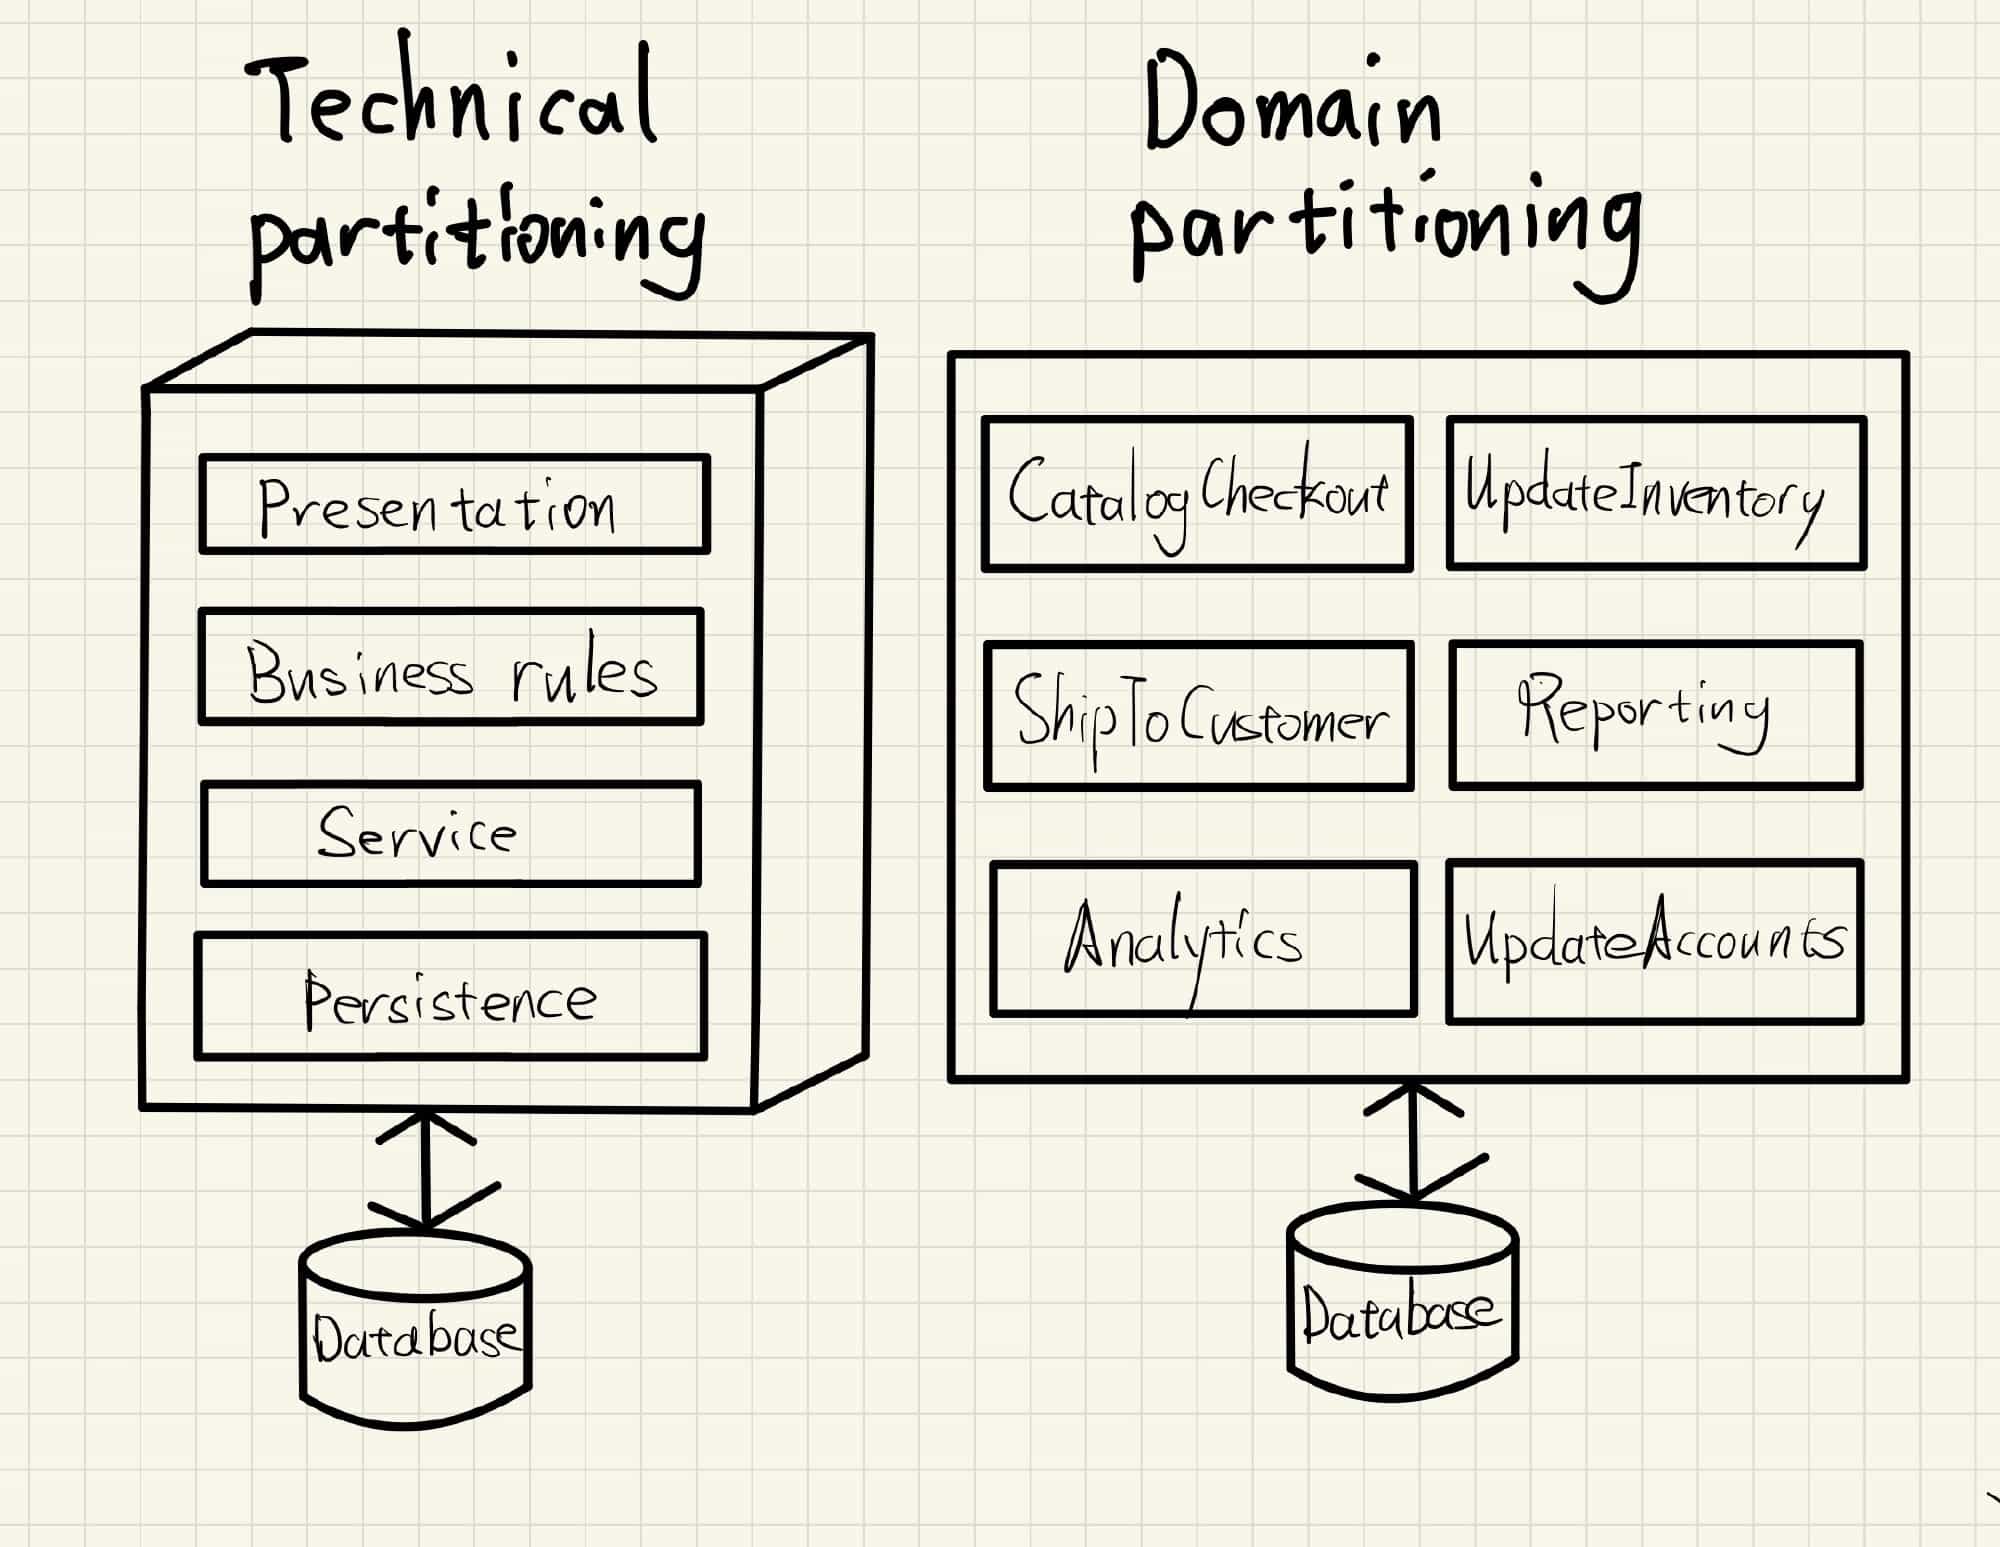 Technical
partitioning
Presentation
Business rules
Service
Persistence
Database
Domain
partitioning
CatalogCheckout
UpdateInventory
ShipToCustomer
Reporting
Analytics
UpdateAccounts
Database